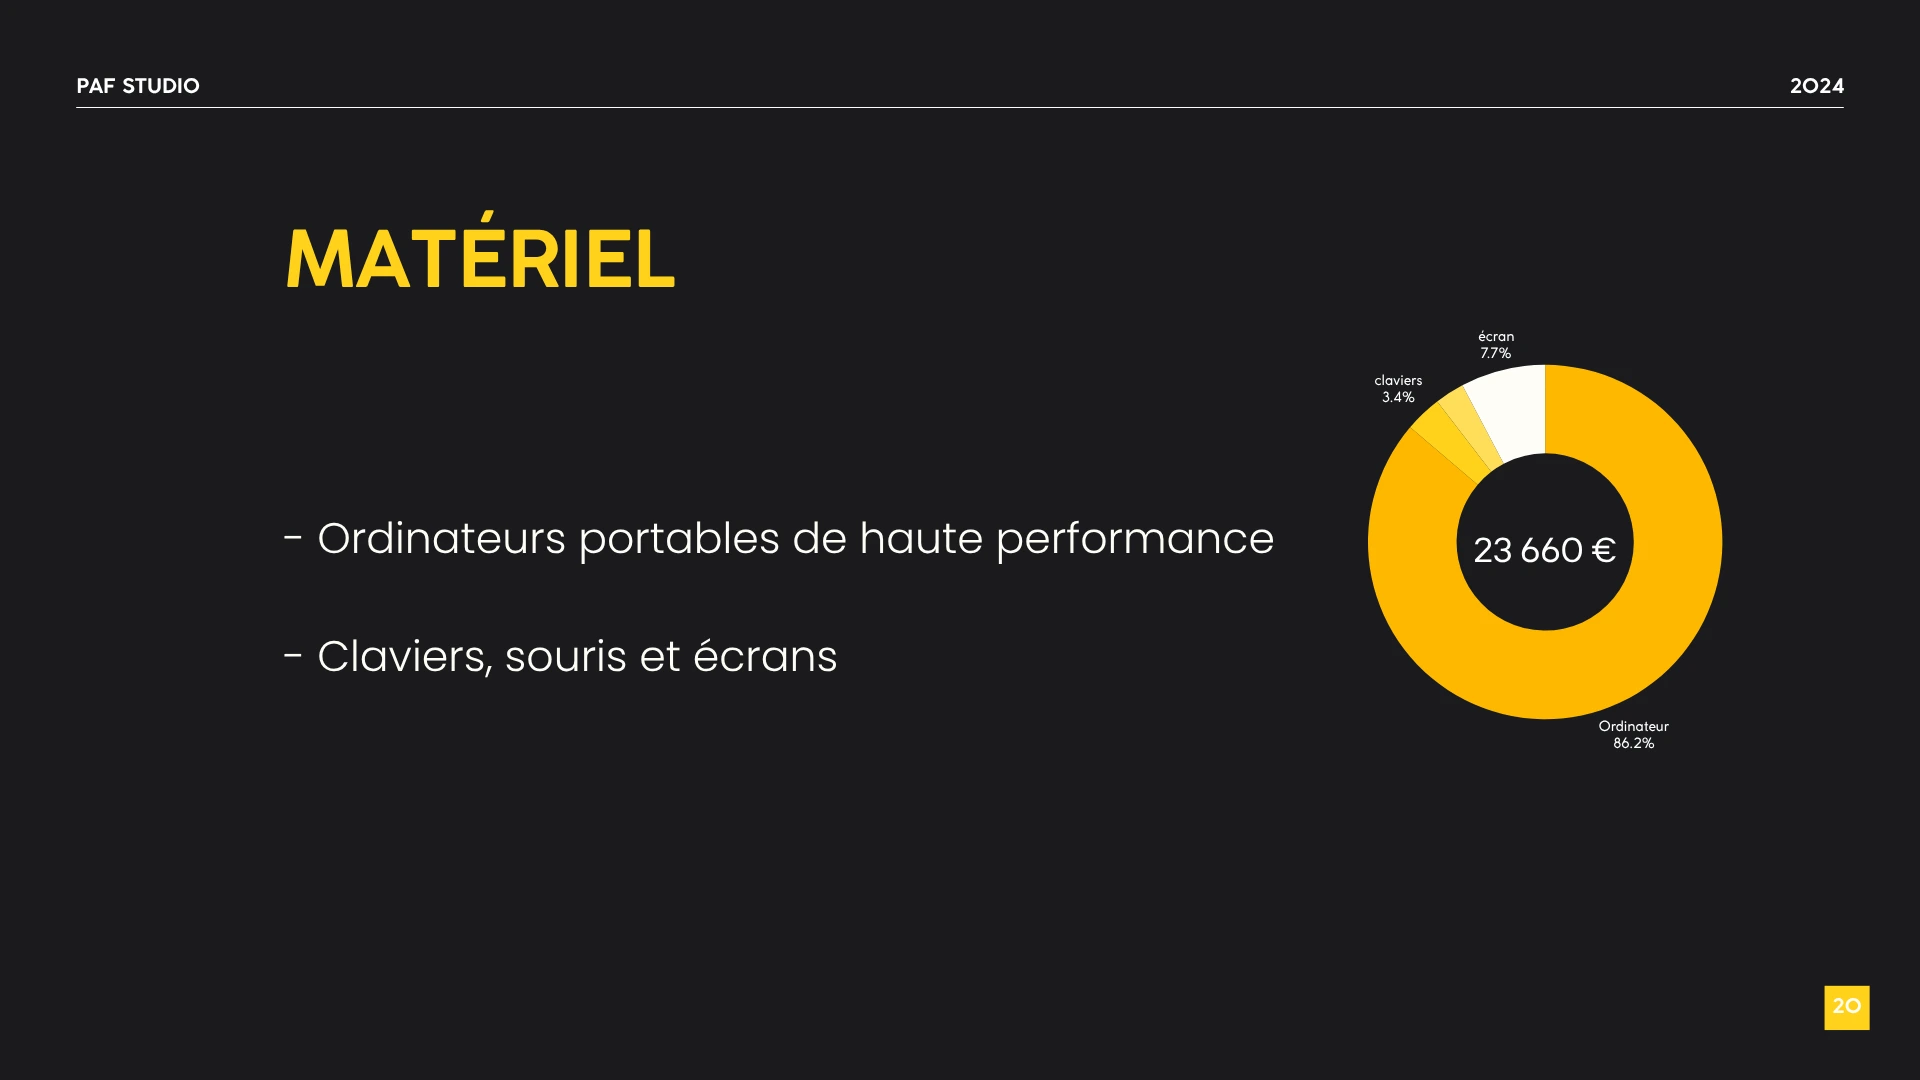 PAF STUDIO
2024
MATÉRIEL
- Ordinateurs portables de haute performance
- Claviers, souris et écrans
écran
7.7%
claviers
3.4%
23 660 €
Ordinateur
86.2%
20